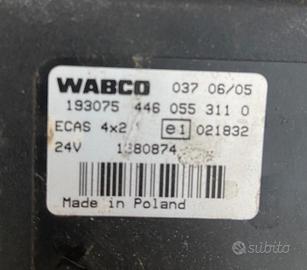 WABCO 037 06/05
193075 446 055 311 0
ECAS 4x2 e1 021832
24V 1380874
Made in Poland
subito